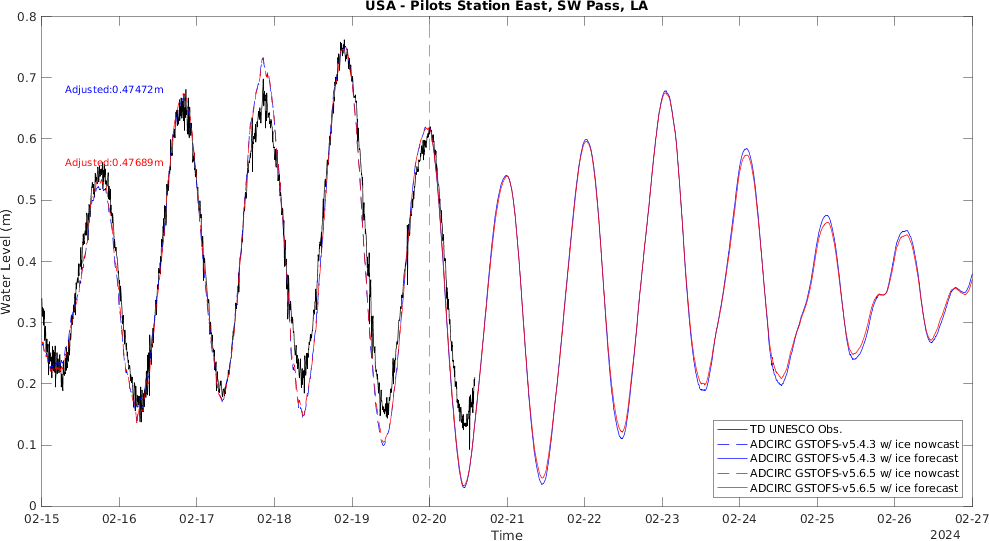 USA - Pilots Station East, SW Pass, LA
0.8
0.7
0.6
0.5
0.4
0.3
0.2
0.1
0
Water Level (m)
Adjusted:0.47472m
Adjusted:0.47689m
TD UNESCO Obs.
ADCIRC GSTOFS-v5.4.3 w/ ice nowcast
ADCIRC GSTOFS-v5.4.3 w/ ice forecast
ADCIRC GSTOFS-v5.6.5 w/ ice nowcast
ADCIRC GSTOFS-v5.6.5 w/ ice forecast
02-15 02-16 02-17 02-18 02-19 02-20 02-21 02-22 02-23 02-24 02-25 02-26 02-27
Time
2024